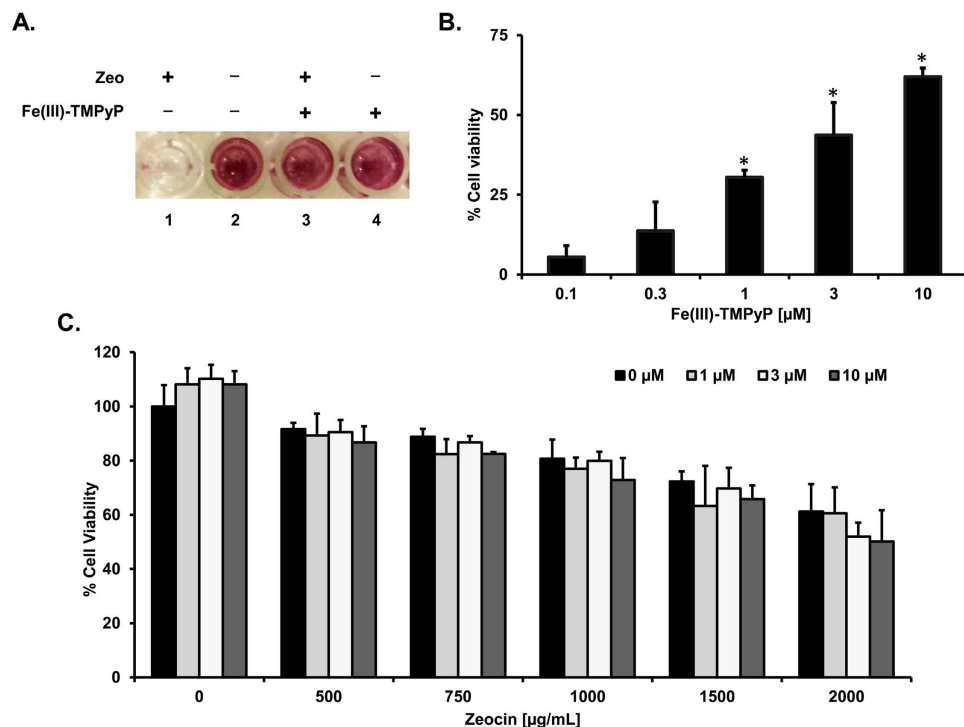 A.
Zeo + – + –
Fe(III)-TMPyP – – + +
1 2 3 4
B.
75
50
25
0
% Cell viability
* * *
0.1 0.3 1 3 10
Fe(III)-TMPyP [µM]
C.
120
100
80
60
40
20
0
% Cell Viability
0 µM 1 µM 3 µM 10 µM
0 500 750 1000 1500 2000
Zeocin [µg/mL]